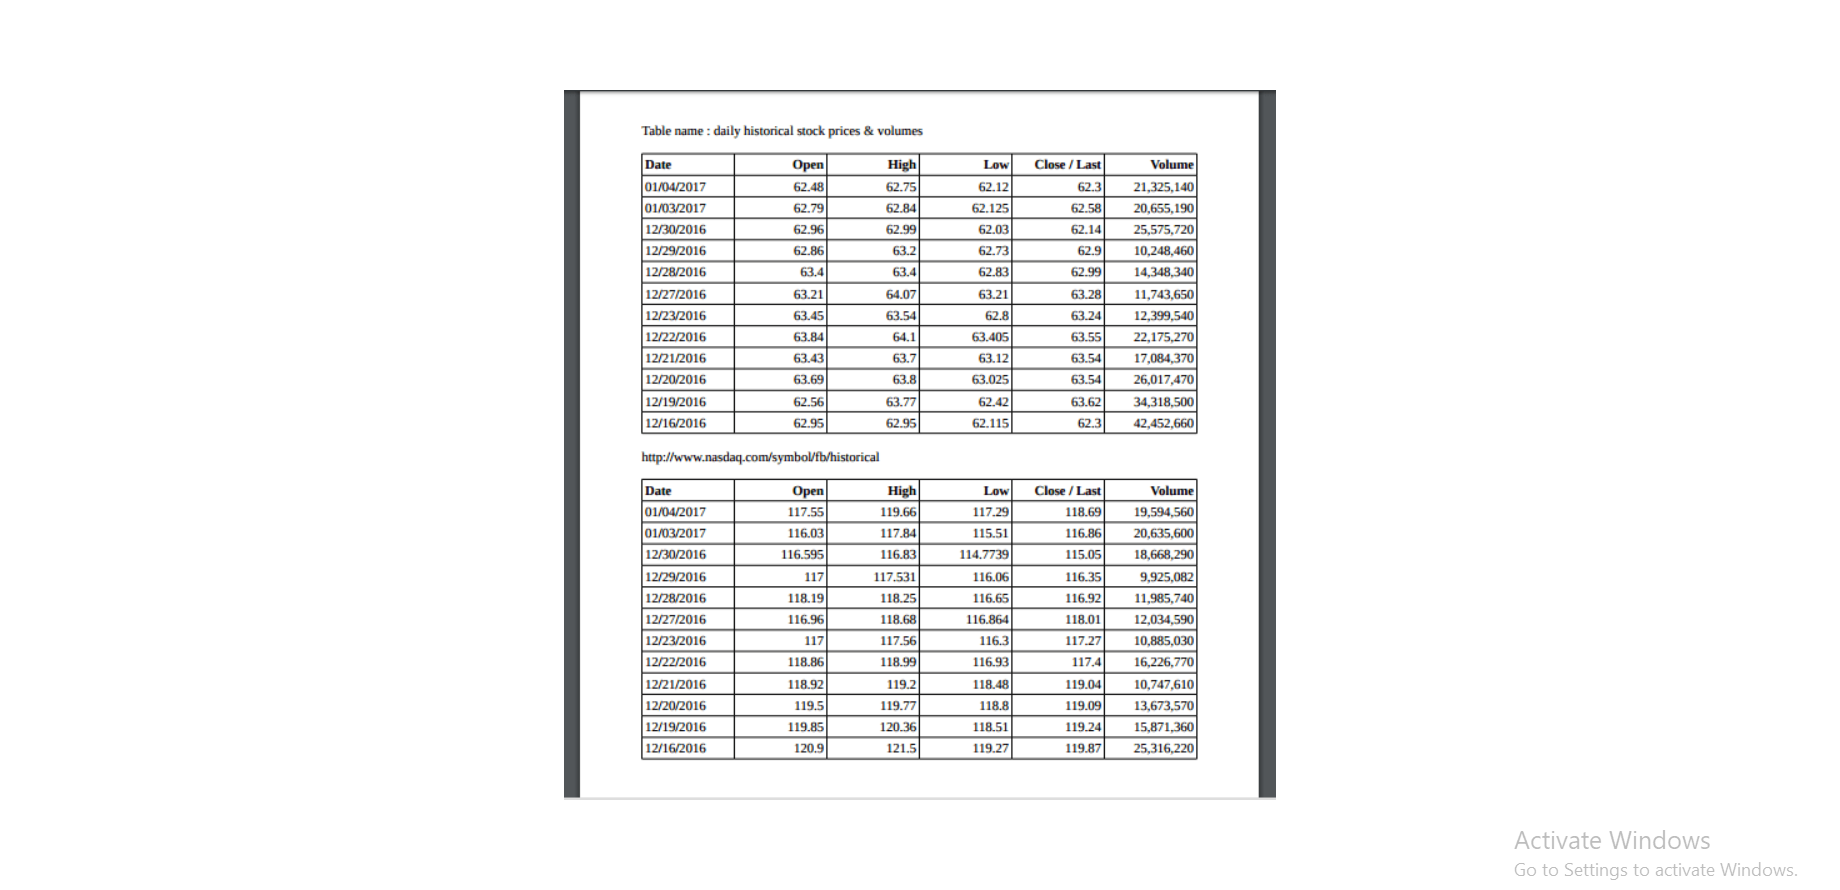 Table name : daily historical stock prices & volumes
Date Open High Low Close / Last Volume
01/04/2017 62.48 62.75 62.12 62.3 21,325,140
01/03/2017 62.79 62.84 62.125 62.58 20,655,190
12/30/2016 62.96 62.99 62.03 62.14 25,575,720
12/29/2016 62.86 63.2 62.73 62.9 10,248,460
12/28/2016 63.4 63.4 62.83 62.99 14,348,340
12/27/2016 63.21 64.07 63.21 63.28 11,743,650
12/23/2016 63.45 63.54 62.8 63.24 12,399,540
12/22/2016 63.84 64.1 63.405 63.55 22,175,270
12/21/2016 63.43 63.7 63.12 63.54 17,084,370
12/20/2016 63.69 63.8 63.025 63.54 26,017,470
12/19/2016 62.56 63.77 62.42 63.62 34,318,500
12/16/2016 62.95 62.95 62.115 62.3 42,452,660
http://www.nasdaq.com/symbol/fb/historical
Date Open High Low Close / Last Volume
01/04/2017 117.55 119.66 117.29 118.69 19,594,560
01/03/2017 116.03 117.84 115.51 116.86 20,635,600
12/30/2016 116.595 116.83 114.7739 115.05 18,668,290
12/29/2016 117 117.531 116.06 116.35 9,925,082
12/28/2016 118.19 118.25 116.65 116.92 11,985,740
12/27/2016 116.96 118.68 116.864 118.01 12,034,590
12/23/2016 117 117.56 116.3 117.27 10,885,030
12/22/2016 118.86 118.99 116.93 117.4 16,226,770
12/21/2016 118.92 119.2 118.48 119.04 10,747,610
12/20/2016 119.5 119.77 118.8 119.09 13,673,570
12/19/2016 119.85 120.36 118.51 119.24 15,871,360
12/16/2016 120.9 121.5 119.27 119.87 25,316,220
Activate Windows
Go to Settings to activate Windows.